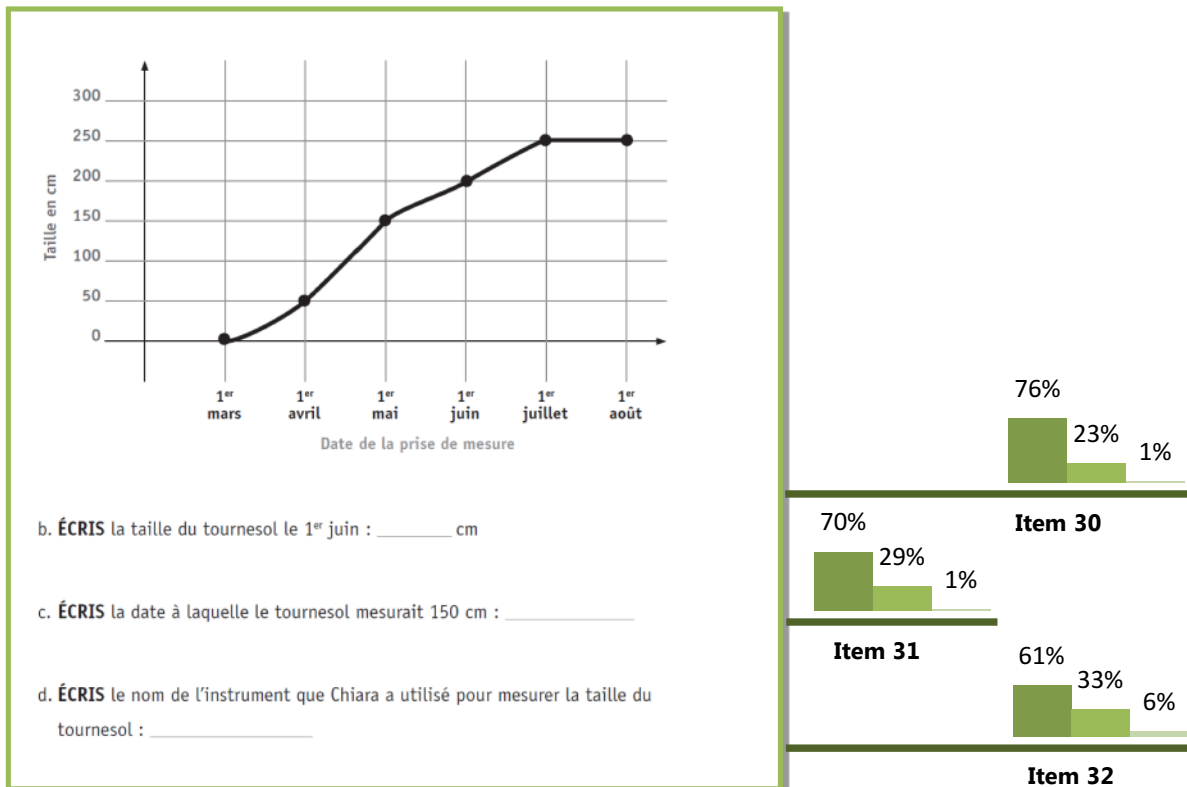 300
250
200
150
100
50
0
Taille en cm
1er mars
1er avril
1er mai
1er juin
1er juillet
1er août
Date de la prise de mesure
b. ÉCRIS la taille du tournesol le 1er juin : ________ cm
c. ÉCRIS la date à laquelle le tournesol mesurait 150 cm : ______________
d. ÉCRIS le nom de l'instrument que Chiara a utilisé pour mesurer la taille du
tournesol : __________________
76%
23%
1%
Item 30
70%
29%
1%
Item 31
61%
33%
6%
Item 32